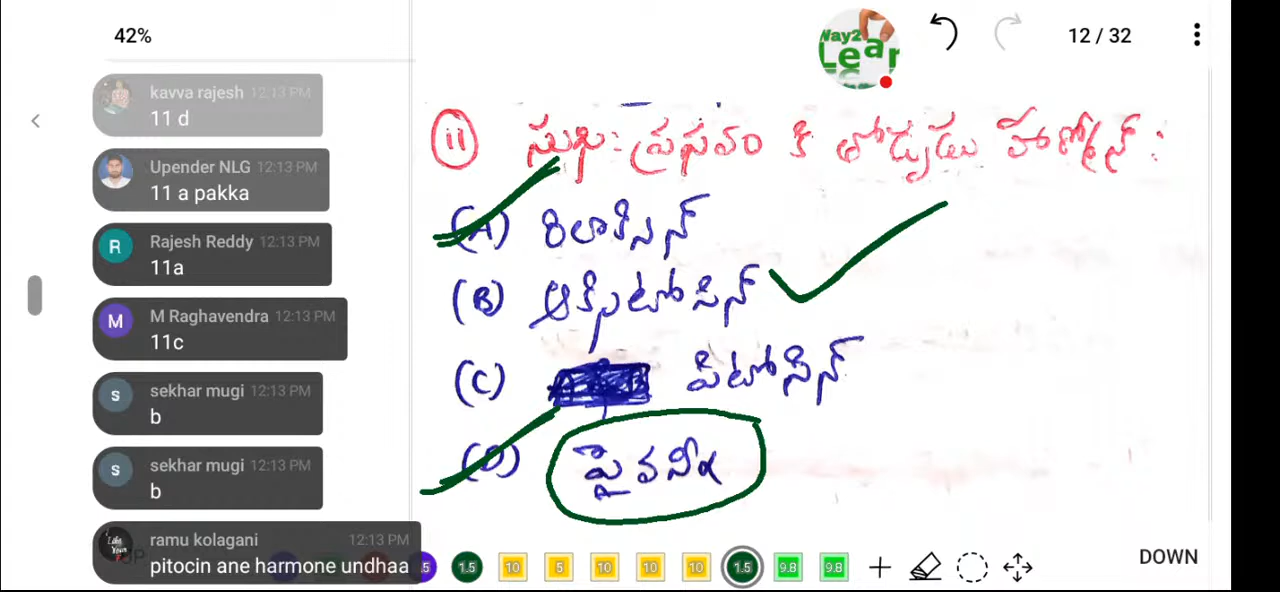 42%
Way2
Lear
12 / 32
kavva rajesh 12:13 PM
11 d
Upender NLG 12:13 PM
11 a pakka
Rajesh Reddy 12:13 PM
11a
M Raghavendra 12:13 PM
11c
sekhar mugi 12:13 PM
b
sekhar mugi 12:13 PM
b
ramu kolagani 12:13 PM
pitocin ane harmone undhaa
11 సుఖ: ప్రసవం కి తోడ్పడు హార్మోన్ :
(A) రిలాక్సిన్
(B) ఆక్సిటోసిన్
(C) పిటోసిన్
(D) పైవన్నీ
.5 1.5 10 5 10 10 10 1.5 9.8 9.8
DOWN